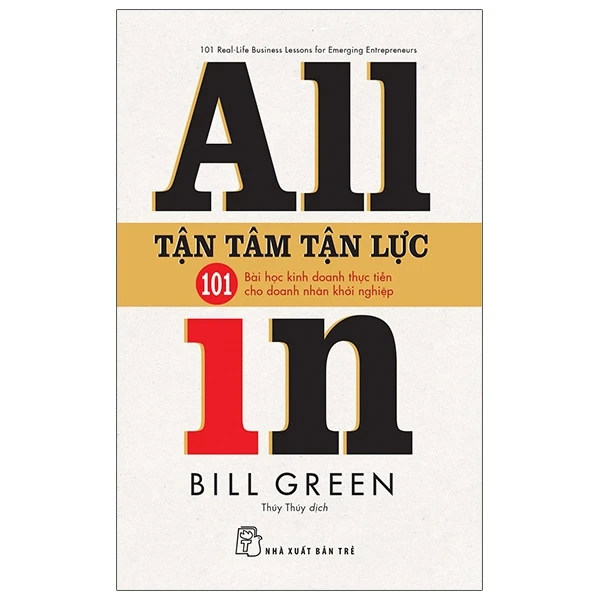 101 Real-Life Business Lessons for Emerging Entrepreneurs
All
TẬN TÂM TẬN LỰC
101 Bài học kinh doanh thực tiễn
cho doanh nhân khởi nghiệp
in
BILL GREEN
Thúy Thúy dịch
NHÀ XUẤT BẢN TRẺ